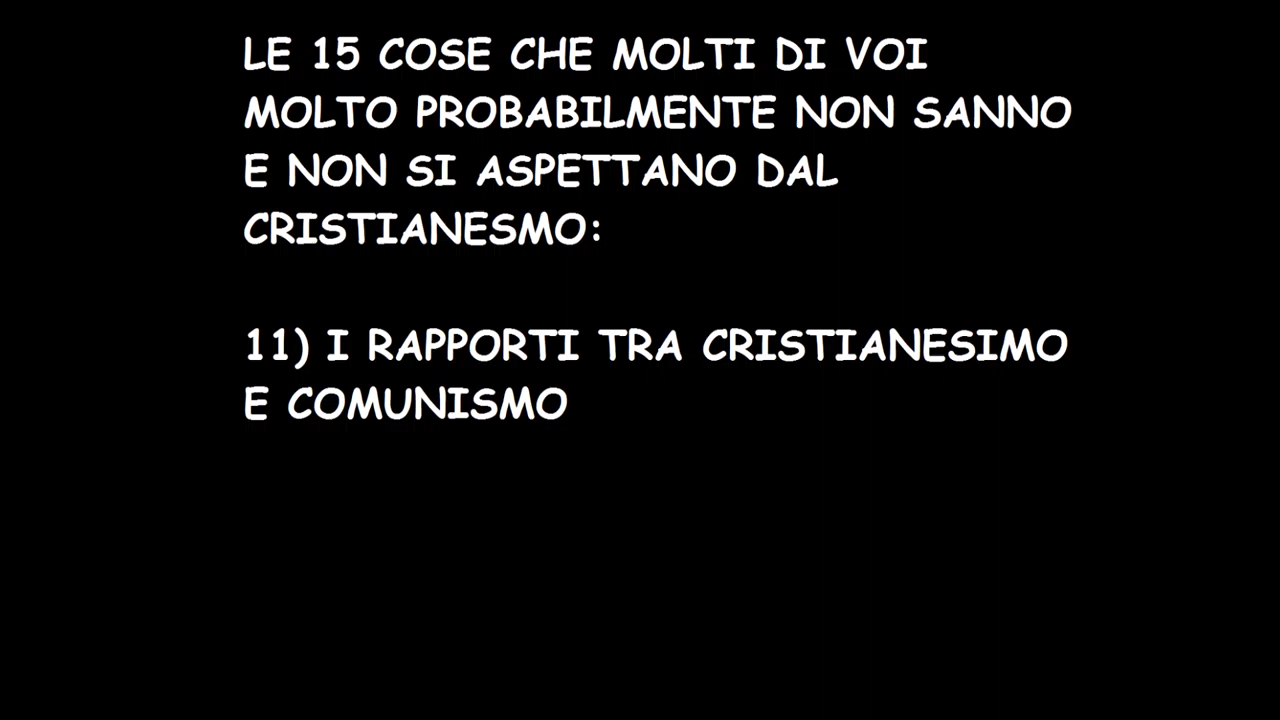 LE 15 COSE CHE MOLTI DI VOI
MOLTO PROBABILMENTE NON SANNO
E NON SI ASPETTANO DAL
CRISTIANESMO:
11) I RAPPORTI TRA CRISTIANESIMO
E COMUNISMO